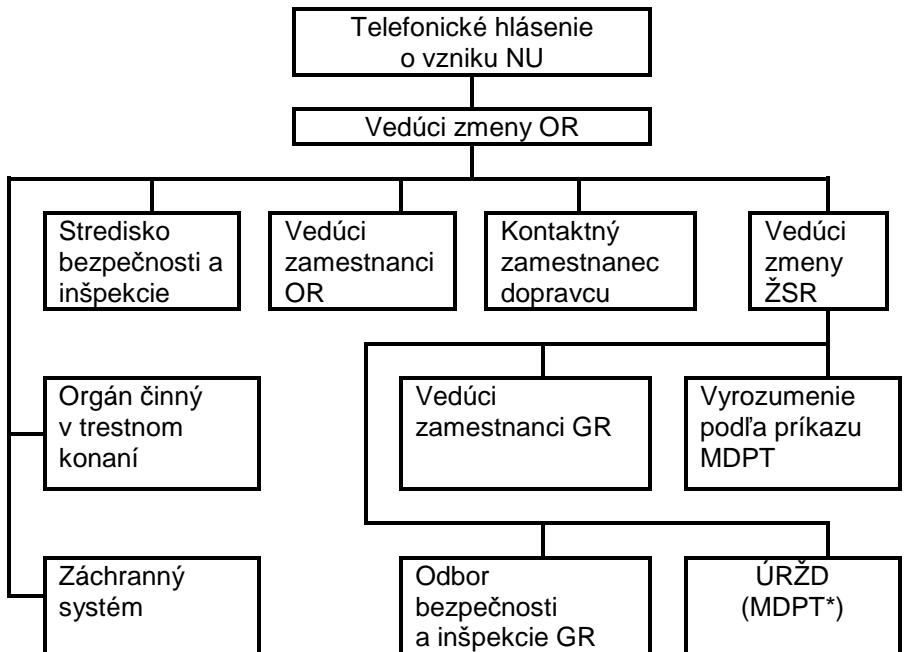 Telefonické hlásenie
o vzniku NU
Vedúci zmeny OR
Stredisko
bezpečnosti a
inšpekcie
Vedúci
zamestnanci
OR
Kontaktný
zamestnanec
dopravcu
Vedúci
zmeny
ŽSR
Orgán činný
v trestnom
konaní
Vedúci
zamestnanci GR
Vyrozumenie
podľa príkazu
MDPT
Záchranný
systém
Odbor
bezpečnosti
a inšpekcie GR
ÚRŽD
(MDPT*)